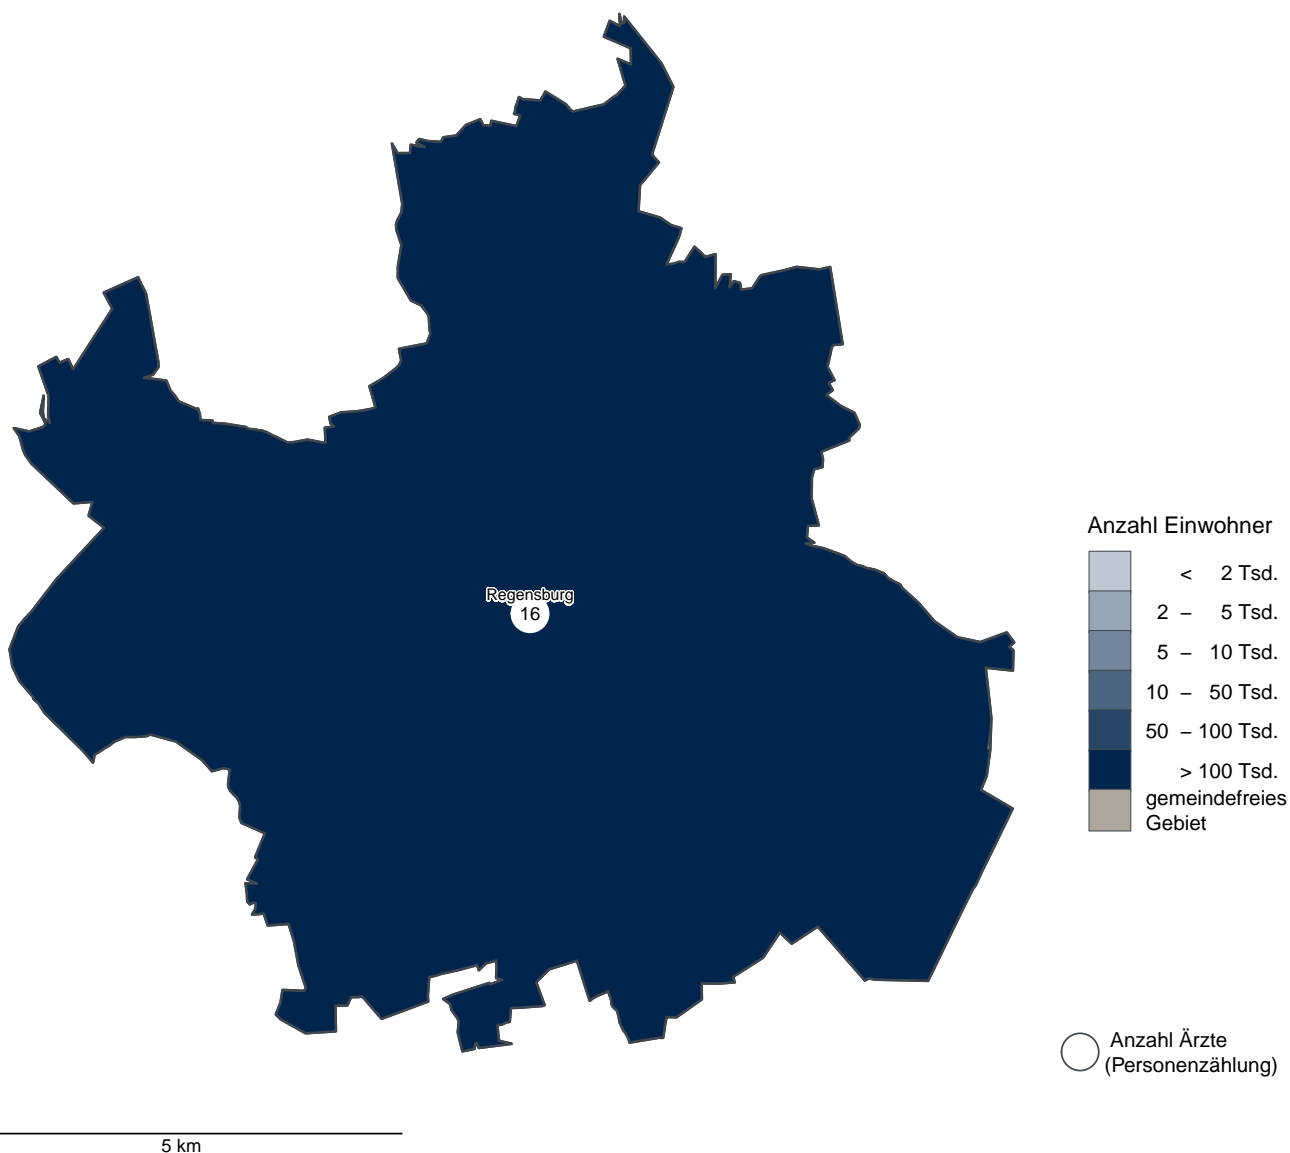 Regensburg
16
Anzahl Einwohner
< 2 Tsd.
2 – 5 Tsd.
5 – 10 Tsd.
10 – 50 Tsd.
50 – 100 Tsd.
> 100 Tsd.
gemeindefreies
Gebiet
Anzahl Ärzte
(Personenzählung)
5 km